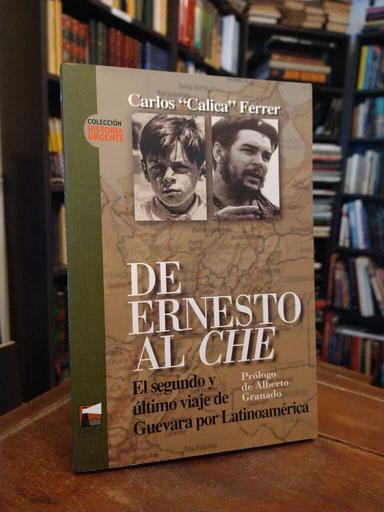 Carlos “Calica” Ferrer
COLECCIÓN
HISTORIA
URGENTE
DE
ERNESTO
AL CHE
El segundo y
último viaje de
Guevara por Latinoamérica
Prólogo
de Alberto
Granado